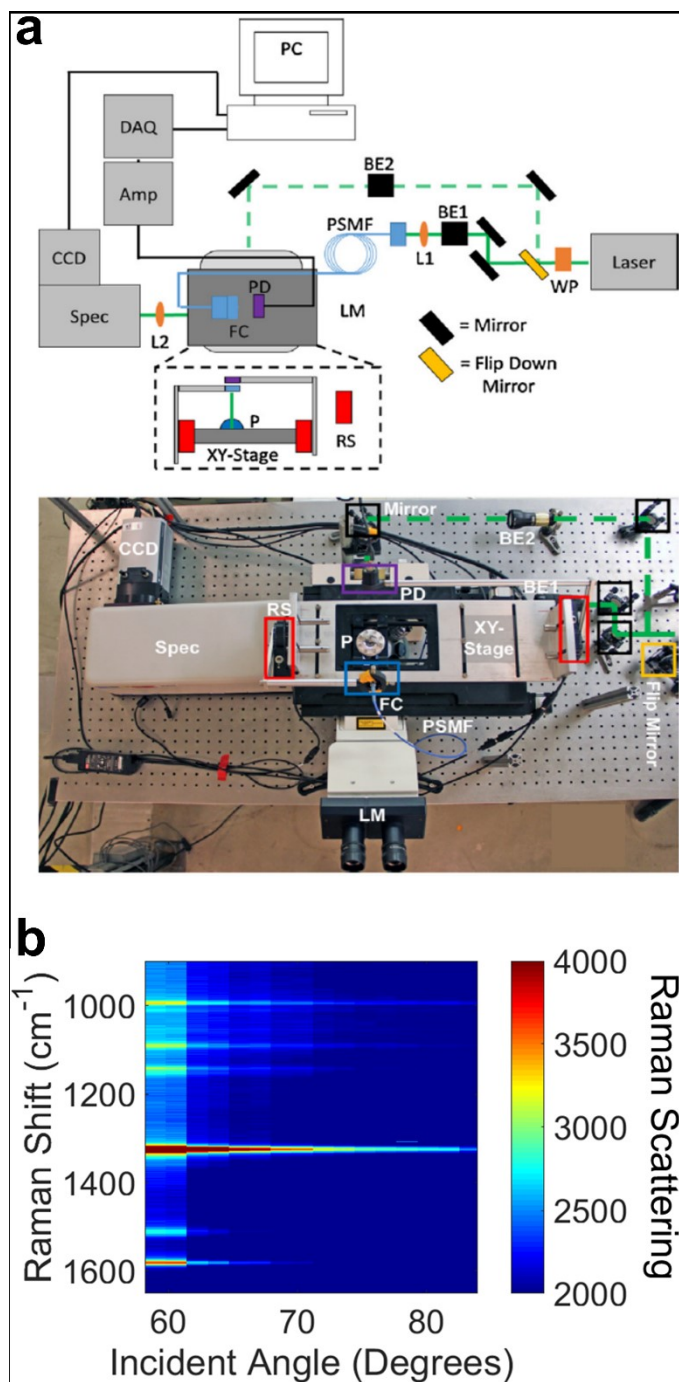 a
PC
DAQ
Amp
CCD
Spec
L2
PSMF
BE2
BE1
L1
WP
Laser
PD
FC
LM
= Mirror
= Flip Down
Mirror
P
XY-Stage
RS
CCD
Mirror
BE2
PD
BE1
RS
Spec
P
XY-
Stage
FC
PSMF
Flip Mirror
LM
b
Raman Shift (cm-1)
1000
1200
1400
1600
60
70
80
Incident Angle (Degrees)
4000
3500
3000
2500
2000
Raman Scattering